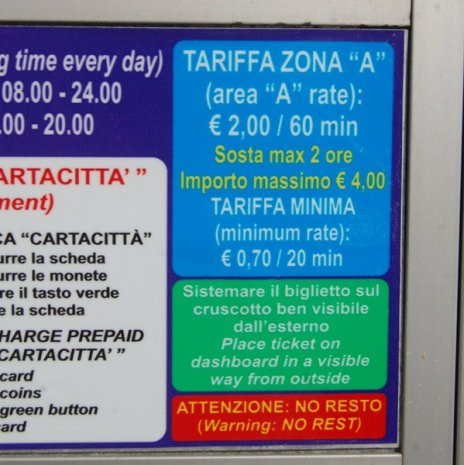 g time every day)
08.00 - 24.00
.00 - 20.00
ARTACITTA' ”
ment)
CA “CARTACITTÀ”
urre la scheda
urre le monete
re il tasto verde
e la scheda
CHARGE PREPAID
CARTACITTA' ”
card
coins
green button
card
TARIFFA ZONA “A”
(area “A” rate):
€ 2,00 / 60 min
Sosta max 2 ore
Importo massimo € 4,00
TARIFFA MINIMA
(minimum rate):
€ 0,70 / 20 min
Sistemare il biglietto sul
cruscotto ben visibile
dall'esterno
Place ticket on
dashboard in a visible
way from outside
ATTENZIONE: NO RESTO
(Warning: NO REST)